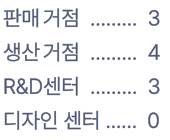 판매 거점 ......... 3
생산 거점 ......... 4
R&D센터 ......... 3
디자인 센터 ...... 0